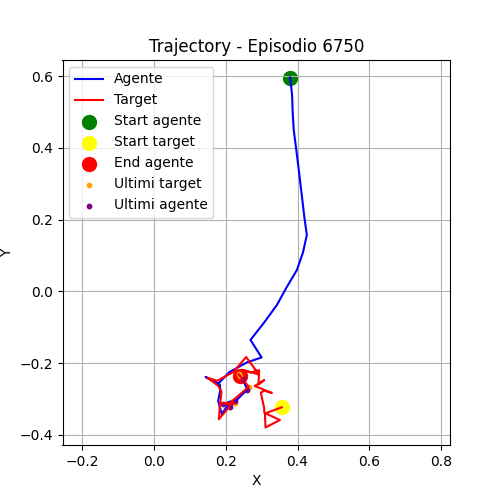 Trajectory - Episodio 6750
Agente
Target
Start agente
Start target
End agente
Ultimi target
Ultimi agente
Y
0.6
0.4
0.2
0.0
−0.2
−0.4
−0.2
0.0
0.2
0.4
0.6
0.8
X